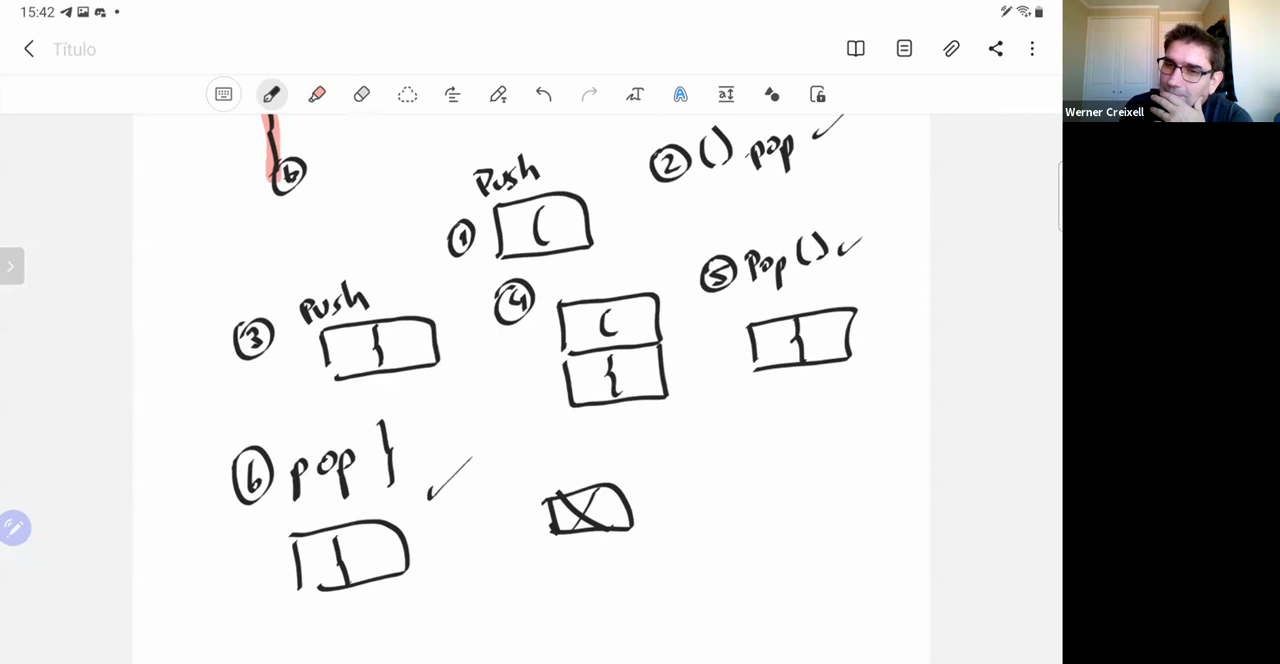 15:42
Título
Werner Creixell
6
2 () pop
Push
1 (
5 Pop ()
3 Push
}
4
(
{
{
6 pop }
}